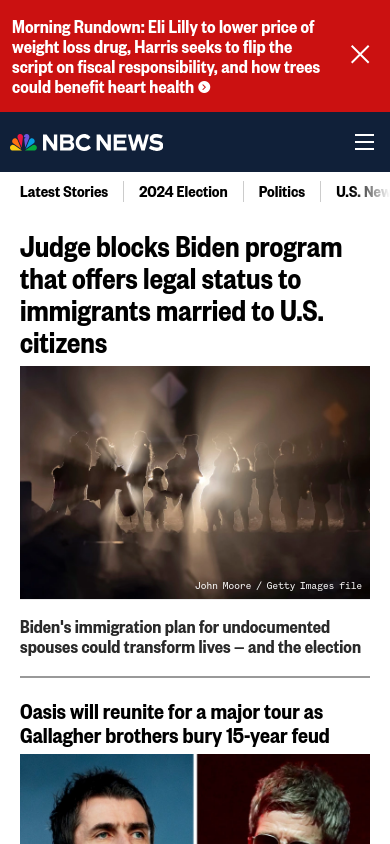 Morning Rundown: Eli Lilly to lower price of
weight loss drug, Harris seeks to flip the
script on fiscal responsibility, and how trees
could benefit heart health
NBC NEWS
Latest Stories
2024 Election
Politics
U.S. New
Judge blocks Biden program
that offers legal status to
immigrants married to U.S.
citizens
John Moore / Getty Images file
Biden's immigration plan for undocumented
spouses could transform lives — and the election
Oasis will reunite for a major tour as
Gallagher brothers bury 15-year feud